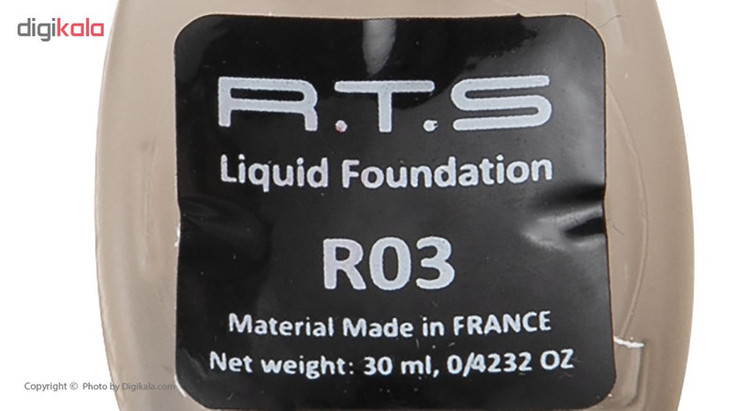 digikala
R.T.S
Liquid Foundation
R03
Material Made in FRANCE
Net weight: 30 ml, 0/4232 OZ
Copyright © Photo by Digikala.com